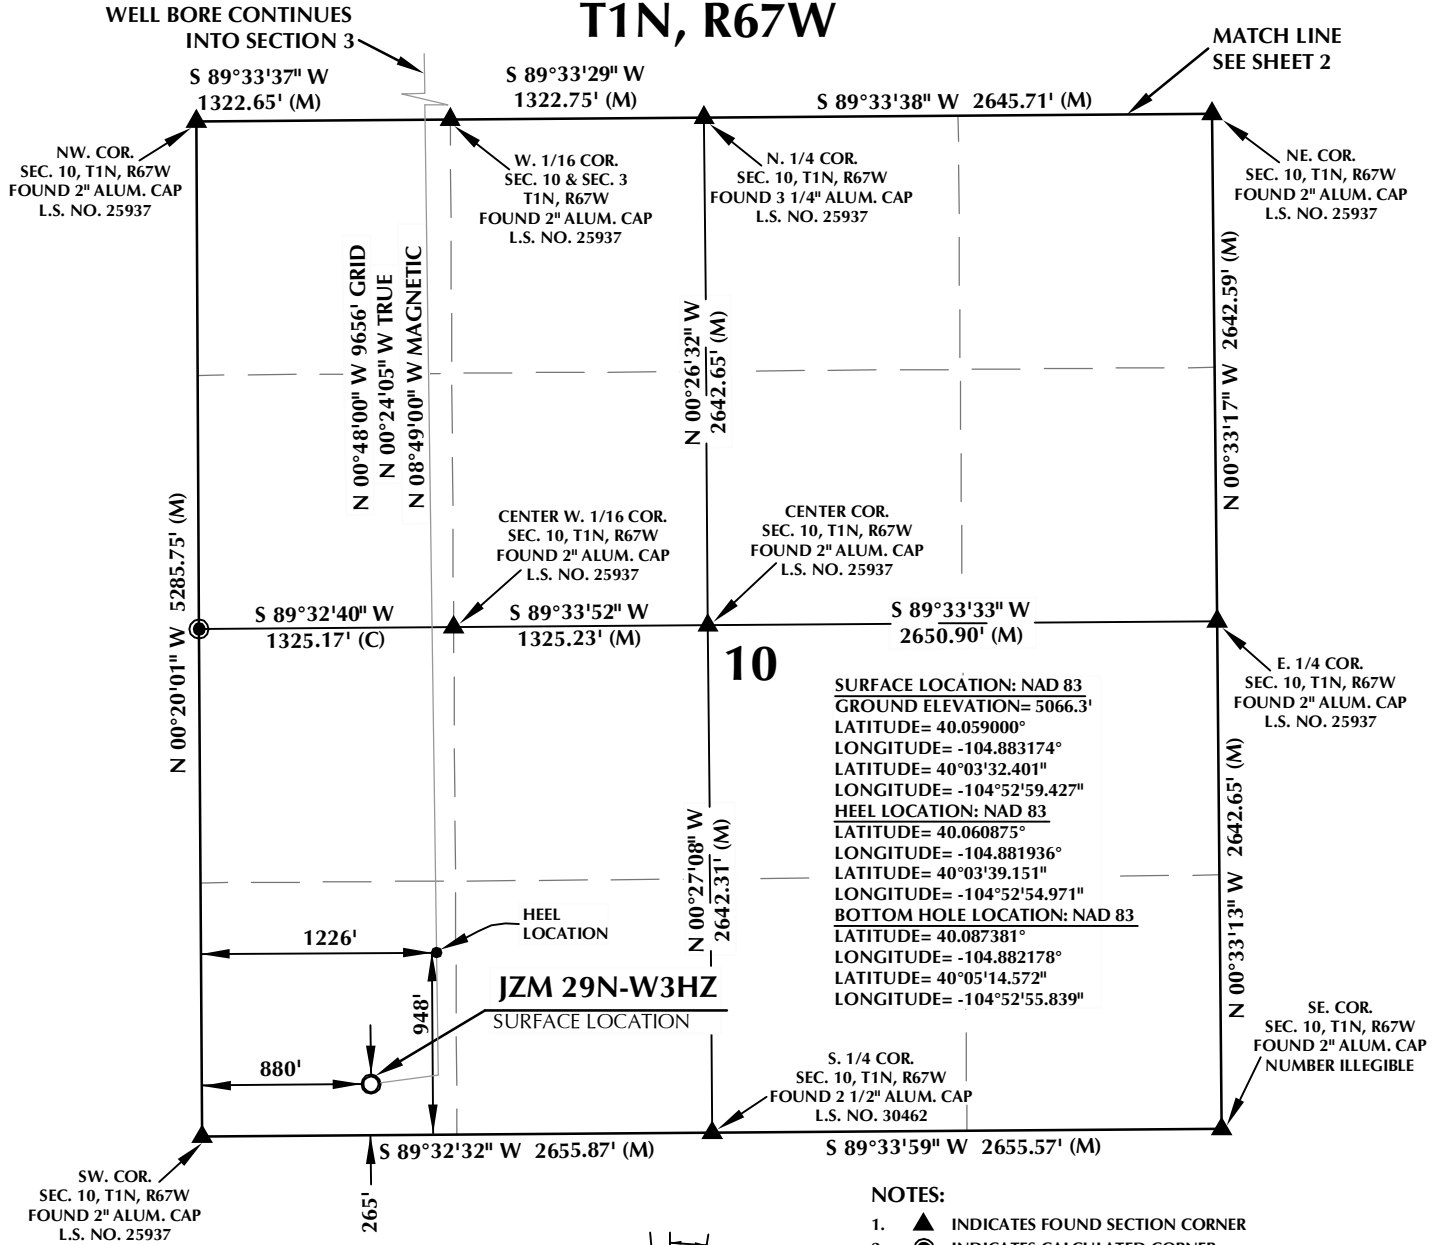 T1N, R67W
WELL BORE CONTINUES
INTO SECTION 3
MATCH LINE
SEE SHEET 2
S 89°33'37" W
1322.65' (M)
S 89°33'29" W
1322.75' (M)
S 89°33'38" W 2645.71' (M)
NW. COR.
SEC. 10, T1N, R67W
FOUND 2" ALUM. CAP
L.S. NO. 25937
W. 1/16 COR.
SEC. 10 & SEC. 3
T1N, R67W
FOUND 2" ALUM. CAP
L.S. NO. 25937
N. 1/4 COR.
SEC. 10, T1N, R67W
FOUND 3 1/4" ALUM. CAP
L.S. NO. 25937
NE. COR.
SEC. 10, T1N, R67W
FOUND 2" ALUM. CAP
L.S. NO. 25937
N 00°48'00" W 9656' GRID
N 00°24'05" W TRUE
N 08°49'00" W MAGNETIC
N 00°26'32" W
2642.65' (M)
N 00°33'17" W 2642.59' (M)
N 00°20'01" W 5285.75' (M)
CENTER W. 1/16 COR.
SEC. 10, T1N, R67W
FOUND 2" ALUM. CAP
L.S. NO. 25937
CENTER COR.
SEC. 10, T1N, R67W
FOUND 2" ALUM. CAP
L.S. NO. 25937
S 89°32'40" W
1325.17' (C)
S 89°33'52" W
1325.23' (M)
S 89°33'33" W
2650.90' (M)
10
E. 1/4 COR.
SEC. 10, T1N, R67W
FOUND 2" ALUM. CAP
L.S. NO. 25937
SURFACE LOCATION: NAD 83
GROUND ELEVATION= 5066.3'
LATITUDE= 40.059000°
LONGITUDE= -104.883174°
LATITUDE= 40°03'32.401"
LONGITUDE= -104°52'59.427"
HEEL LOCATION: NAD 83
LATITUDE= 40.060875°
LONGITUDE= -104.881936°
LATITUDE= 40°03'39.151"
LONGITUDE= -104°52'54.971"
BOTTOM HOLE LOCATION: NAD 83
LATITUDE= 40.087381°
LONGITUDE= -104.882178°
LATITUDE= 40°05'14.572"
LONGITUDE= -104°52'55.839"
N 00°27'08" W
2642.31' (M)
N 00°33'13" W 2642.65' (M)
1226'
HEEL
LOCATION
948'
JZM 29N-W3HZ
SURFACE LOCATION
880'
265'
S. 1/4 COR.
SEC. 10, T1N, R67W
FOUND 2 1/2" ALUM. CAP
L.S. NO. 30462
SE. COR.
SEC. 10, T1N, R67W
FOUND 2" ALUM. CAP
NUMBER ILLEGIBLE
S 89°32'32" W 2655.87' (M)
S 89°33'59" W 2655.57' (M)
SW. COR.
SEC. 10, T1N, R67W
FOUND 2" ALUM. CAP
L.S. NO. 25937
NOTES:
1. INDICATES FOUND SECTION CORNER
2. INDICATES CALCULATED CORNER